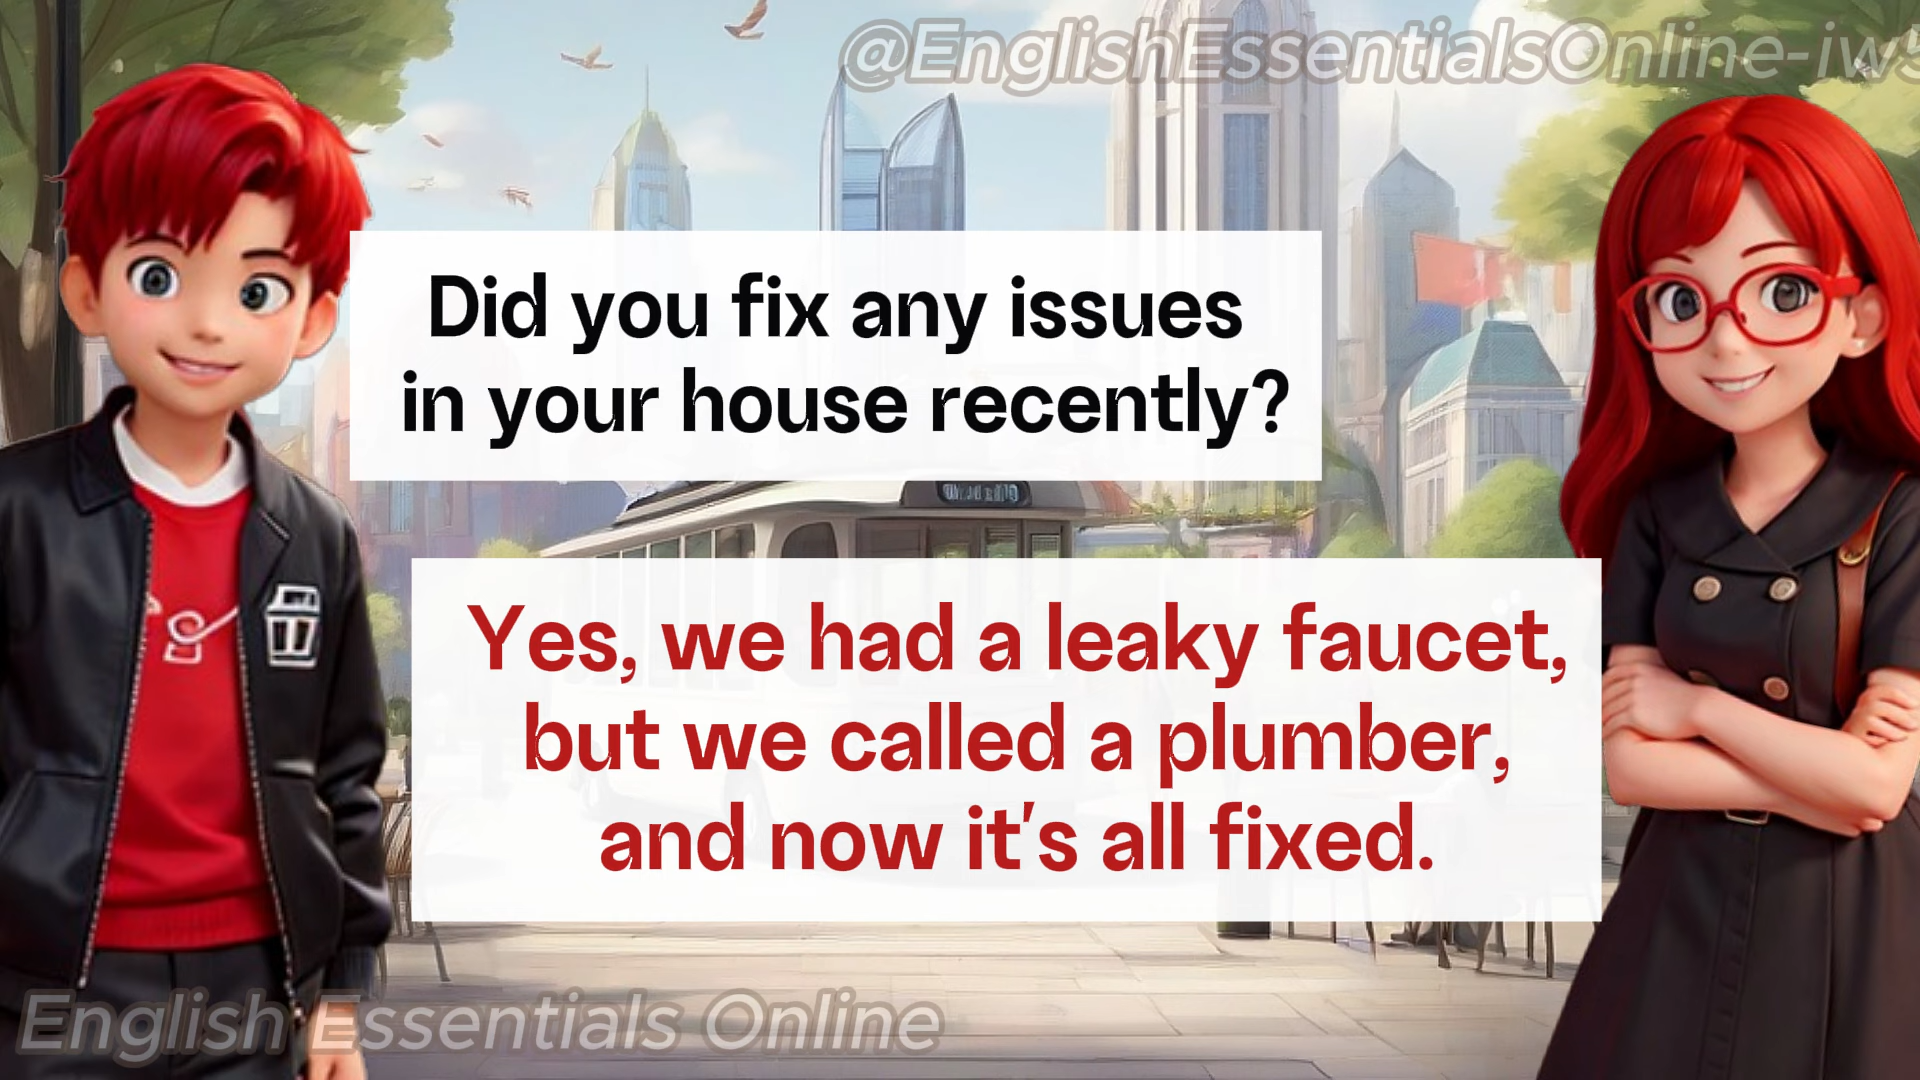 @EnglishEssentialsOnline-iw5
Did you fix any issues
in your house recently?
Yes, we had a leaky faucet,
but we called a plumber,
and now it's all fixed.
English Essentials Online